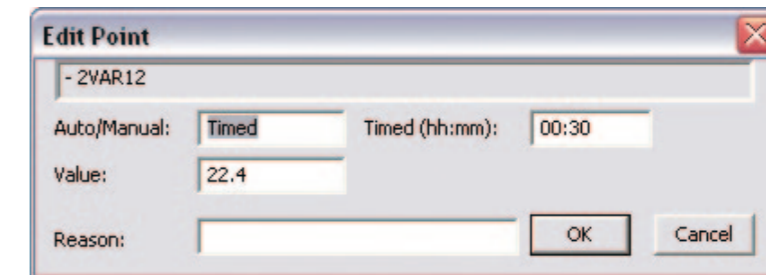 Edit Point
- 2VAR12
Auto/Manual: Timed Timed (hh:mm): 00:30
Value: 22.4
Reason: OK Cancel